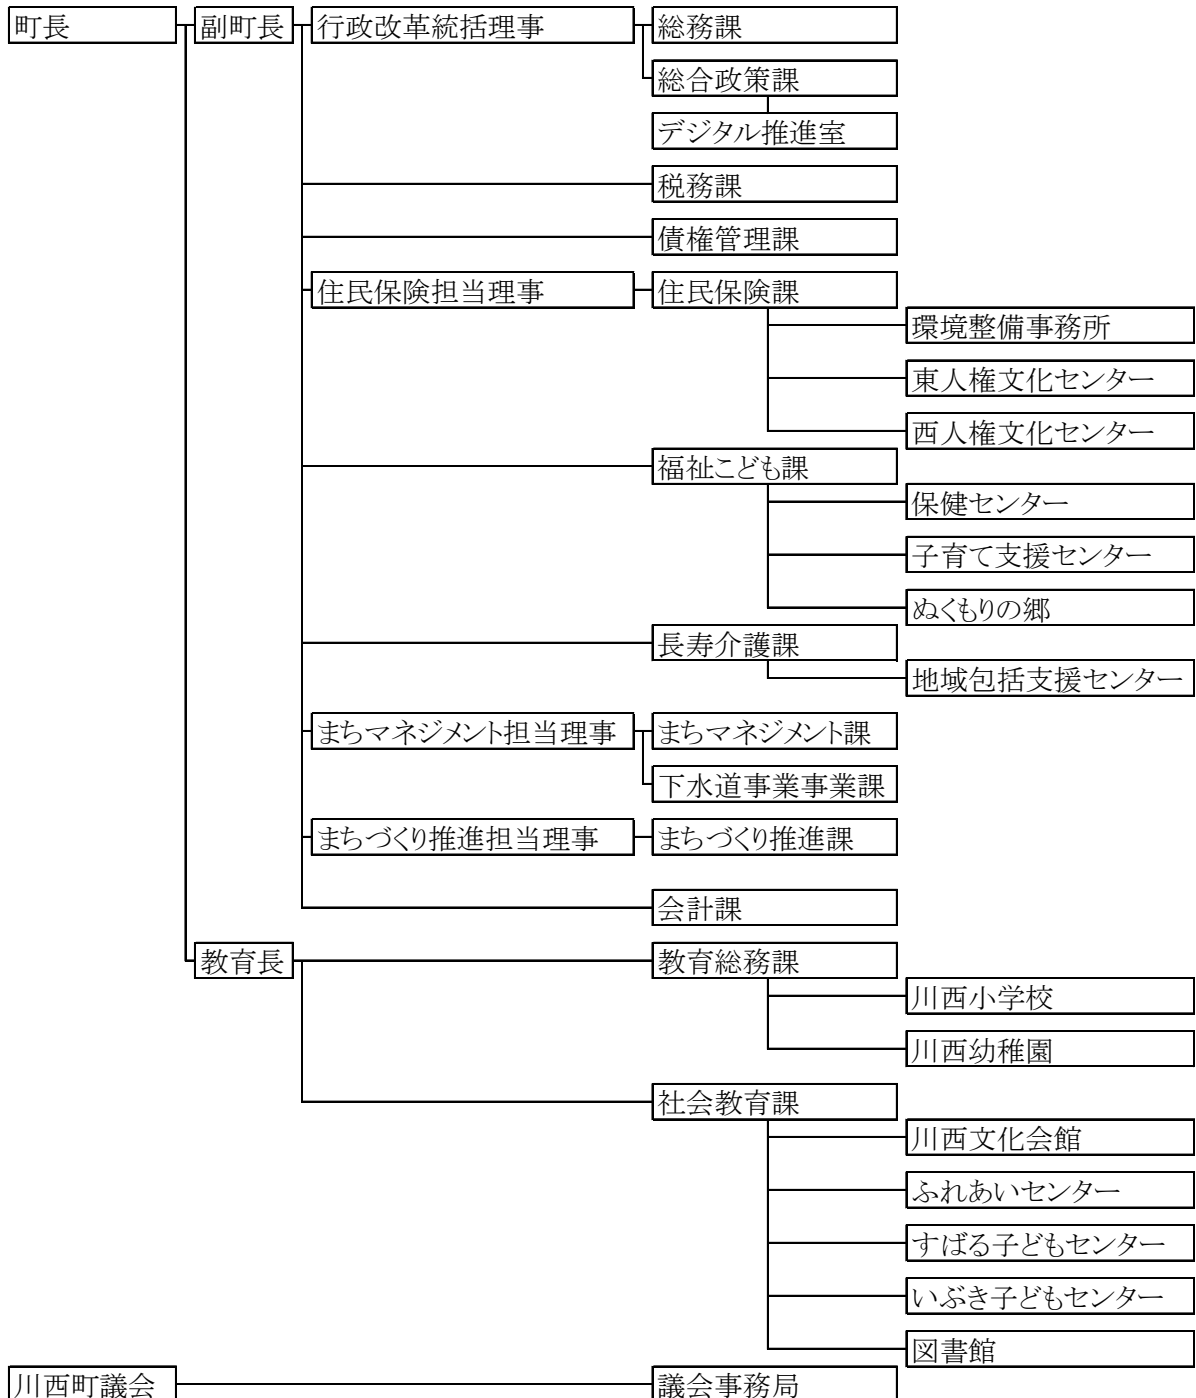 町長
副町長
行政改革統括理事
総務課
総合政策課
デジタル推進室
税務課
債権管理課
住民保険担当理事
住民保険課
環境整備事務所
東人権文化センター
西人権文化センター
福祉こども課
保健センター
子育て支援センター
ぬくもりの郷
長寿介護課
地域包括支援センター
まちマネジメント担当理事
まちマネジメント課
下水道事業事業課
まちづくり推進担当理事
まちづくり推進課
会計課
教育長
教育総務課
川西小学校
川西幼稚園
社会教育課
川西文化会館
ふれあいセンター
すばる子どもセンター
いぶき子どもセンター
図書館
川西町議会
議会事務局